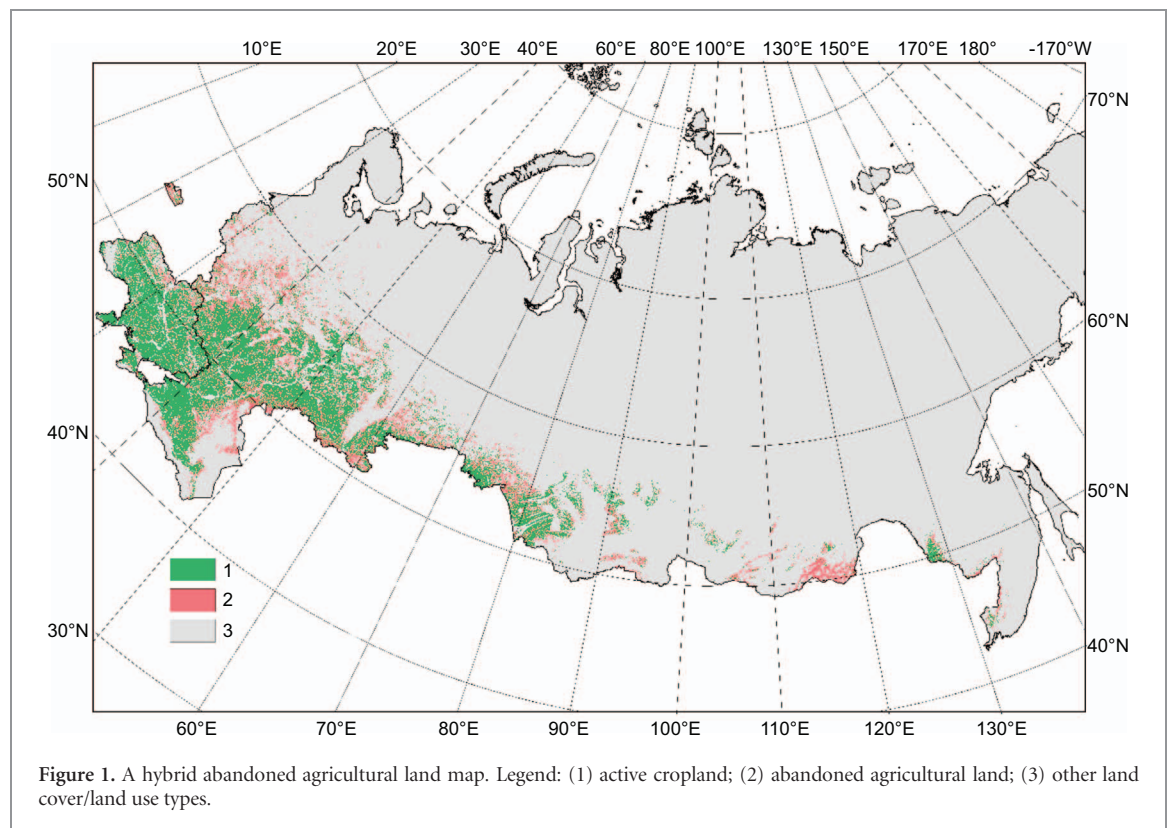 10°E 20°E 30°E 40°E 60°E 80°E 100°E 130°E 150°E 170°E 180° -170°W
70°N
50°N
60°N
40°N
50°N
1
2
3
30°N
40°N
60°E 70°E 80°E 90°E 100°E 110°E 120°E 130°E
Figure 1. A hybrid abandoned agricultural land map. Legend: (1) active cropland; (2) abandoned agricultural land; (3) other land
cover/land use types.